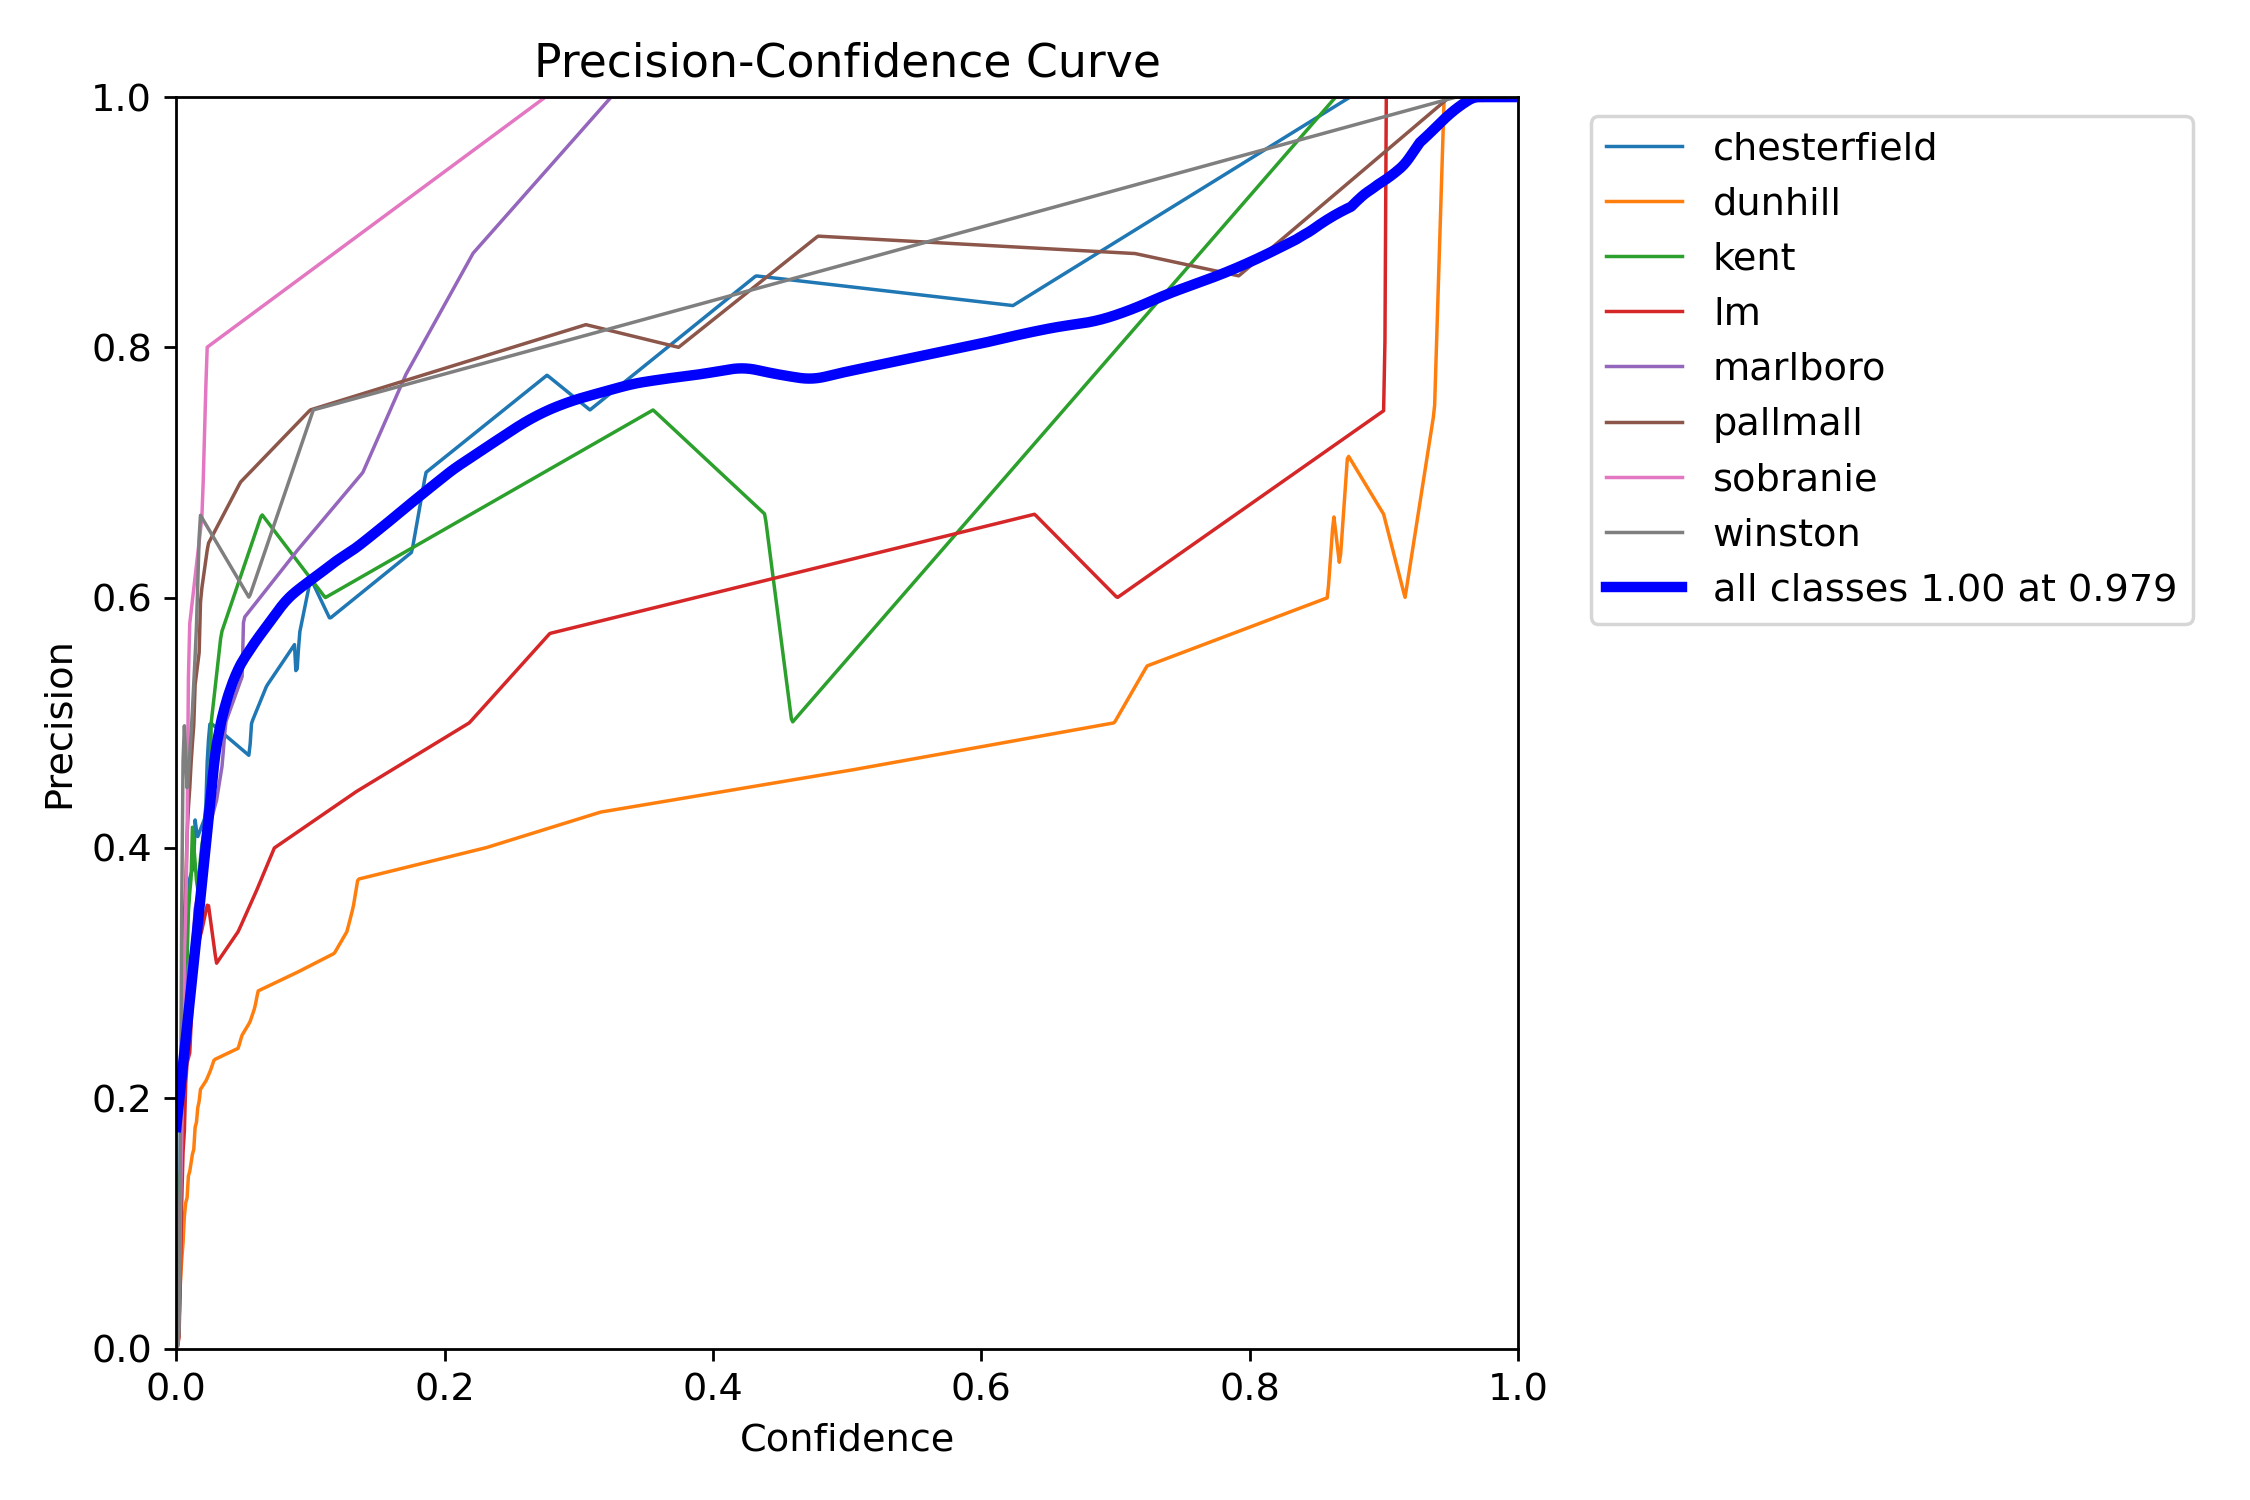 Precision-Confidence Curve
1.0
0.8
0.6
0.4
0.2
0.0
Precision
0.0 0.2 0.4 0.6 0.8 1.0
Confidence
chesterfield
dunhill
kent
lm
marlboro
pallmall
sobranie
winston
all classes 1.00 at 0.979